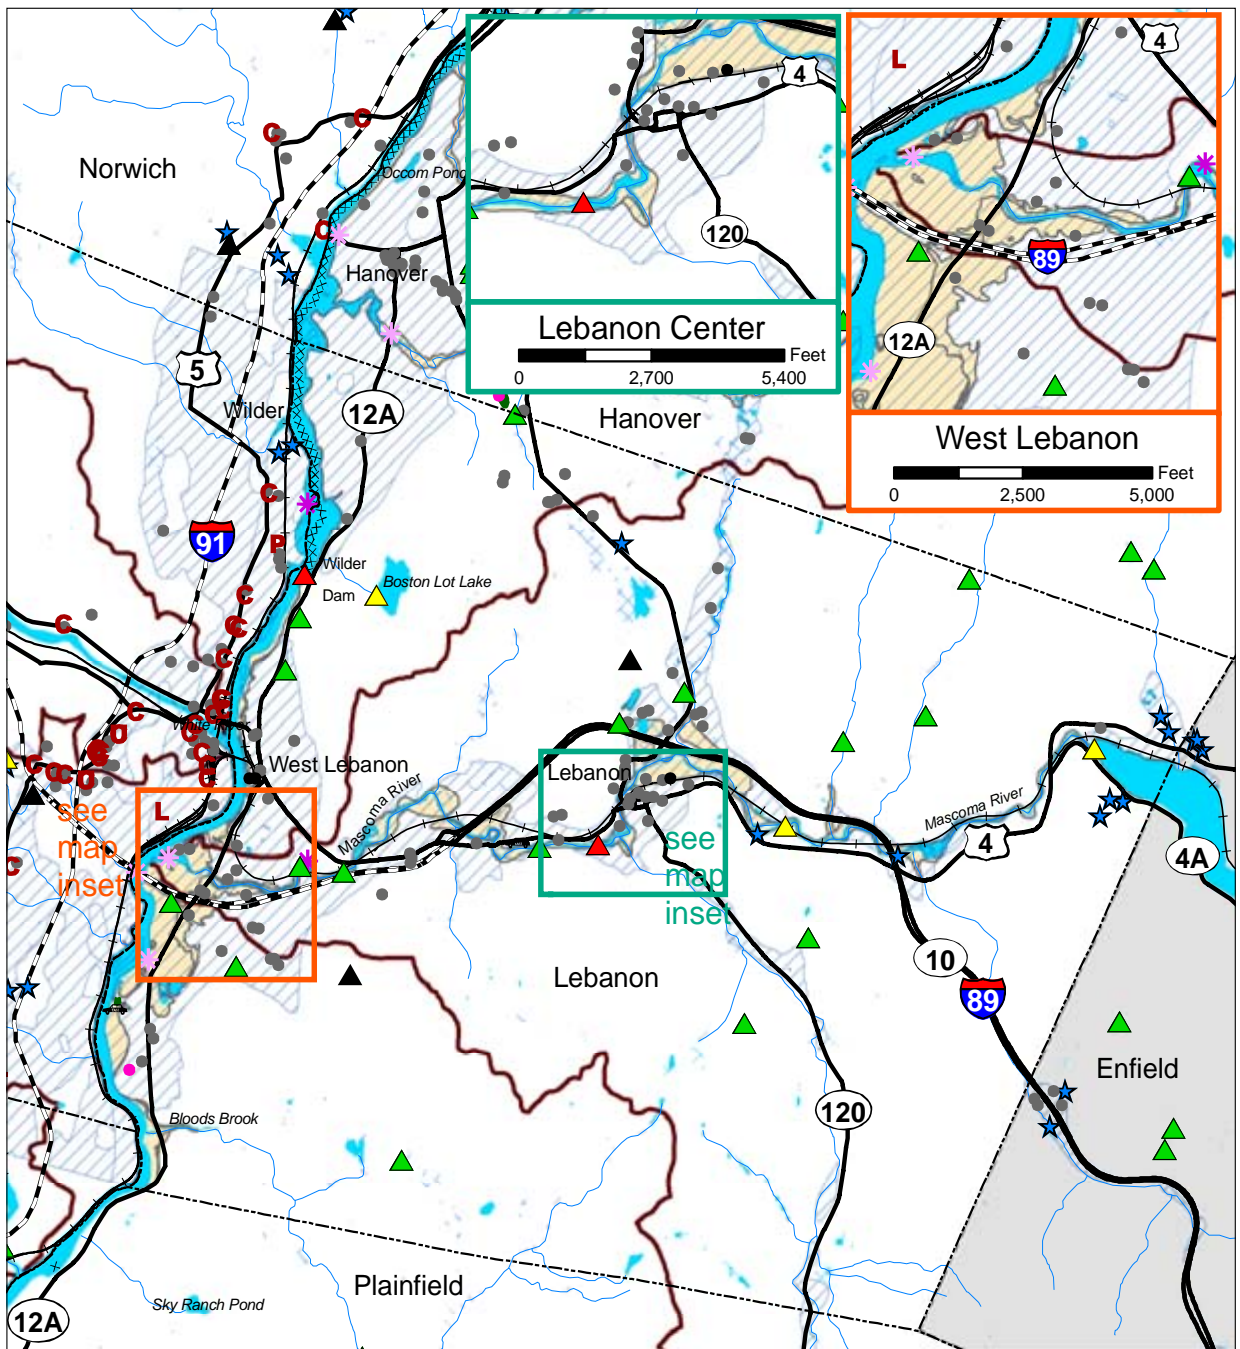 Norwich
C
C
Occom Pond
C
Hanover
5
Wilder
12A
C
91
P
Wilder
Dam
Boston Lot Lake
C
C
C
C
C
C
C
White River
West Lebanon
L
see
map
inset
Mascoma River
Lebanon
see
map
inset
Mascoma River
4
4A
Lebanon
10
89
Enfield
120
Bloods Brook
Plainfield
Sky Ranch Pond
12A
Hanover
4
120
Lebanon Center
Feet
0 2,700 5,400
L
4
89
12A
West Lebanon
Feet
0 2,500 5,000